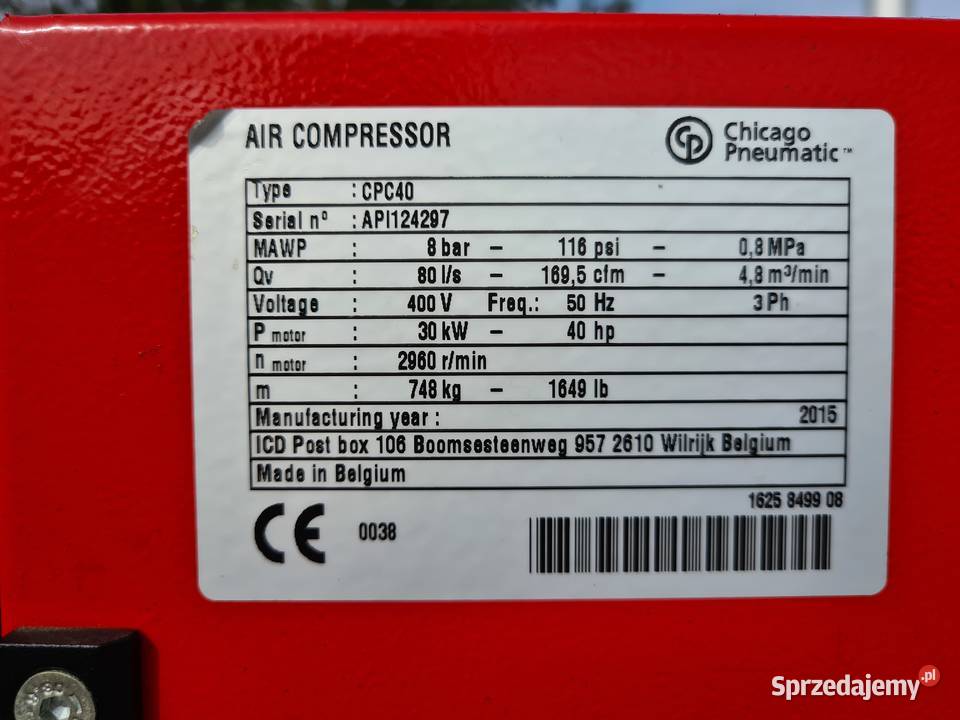 AIR COMPRESSOR
CP Chicago Pneumatic™
Type : CPC40
Serial n° : API124297
MAWP : 8 bar – 116 psi – 0,8 MPa
Qv : 80 l/s – 169,5 cfm – 4,8 m³/min
Voltage : 400 V Freq.: 50 Hz 3 Ph
P motor : 30 kW – 40 hp
n motor : 2960 r/min
m : 748 kg – 1649 lb
Manufacturing year : 2015
ICD Post box 106 Boomsesteenweg 957 2610 Wilrijk Belgium
Made in Belgium
1625 8499 08
CE 0038
Sprzedajemy.pl